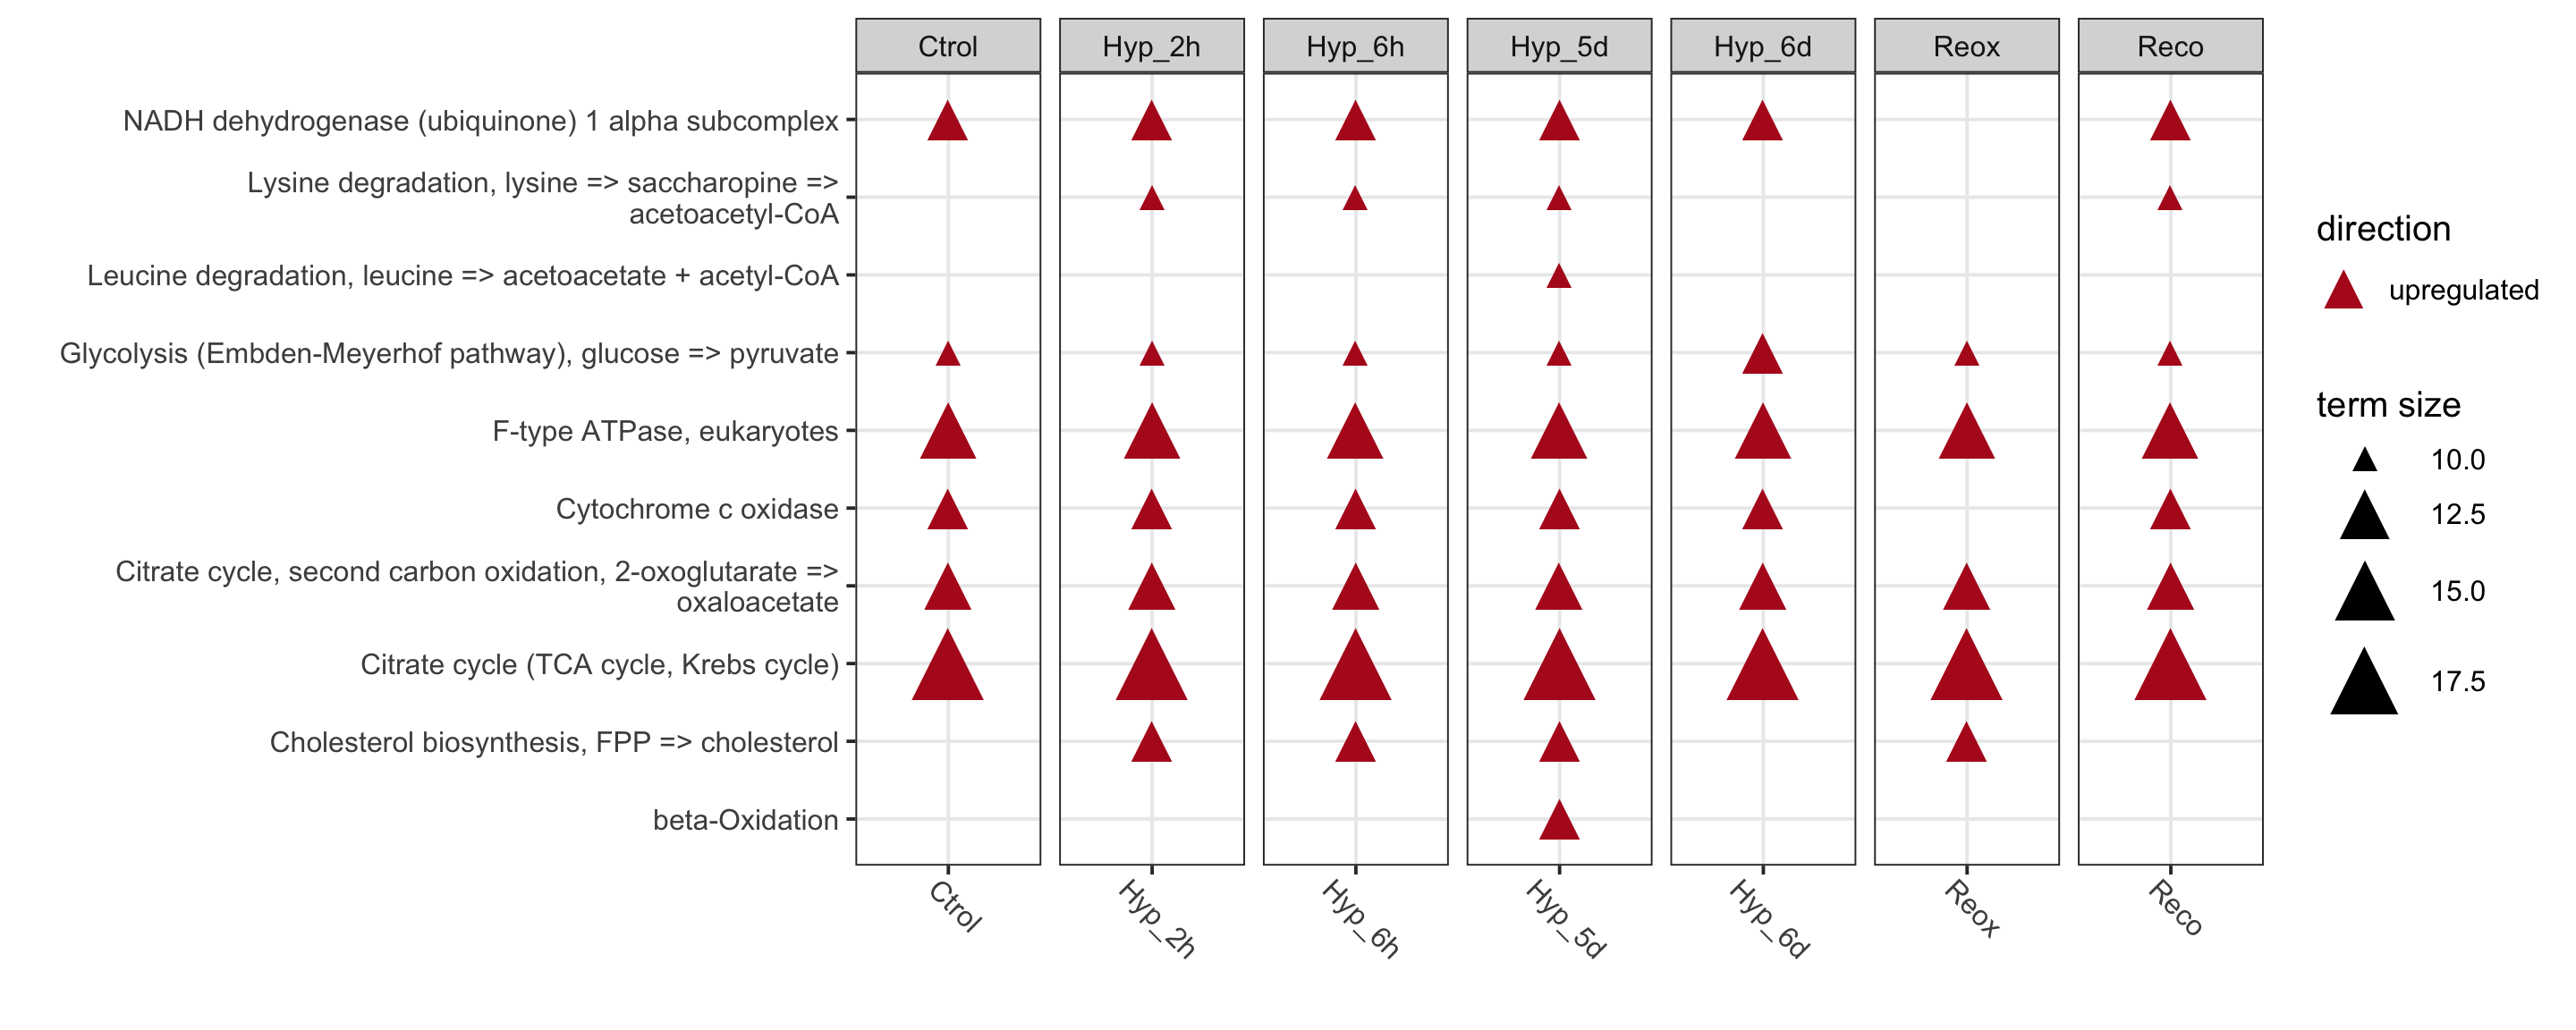 Ctrol Hyp_2h Hyp_6h Hyp_5d Hyp_6d Reox Reco
NADH dehydrogenase (ubiquinone) 1 alpha subcomplex
Lysine degradation, lysine => saccharopine =>
acetoacetyl-CoA
Leucine degradation, leucine => acetoacetate + acetyl-CoA
Glycolysis (Embden-Meyerhof pathway), glucose => pyruvate
F-type ATPase, eukaryotes
Cytochrome c oxidase
Citrate cycle, second carbon oxidation, 2-oxoglutarate =>
oxaloacetate
Citrate cycle (TCA cycle, Krebs cycle)
Cholesterol biosynthesis, FPP => cholesterol
beta-Oxidation
Ctrol Hyp_2h Hyp_6h Hyp_5d Hyp_6d Reox Reco
direction
upregulated
term size
10.0
12.5
15.0
17.5